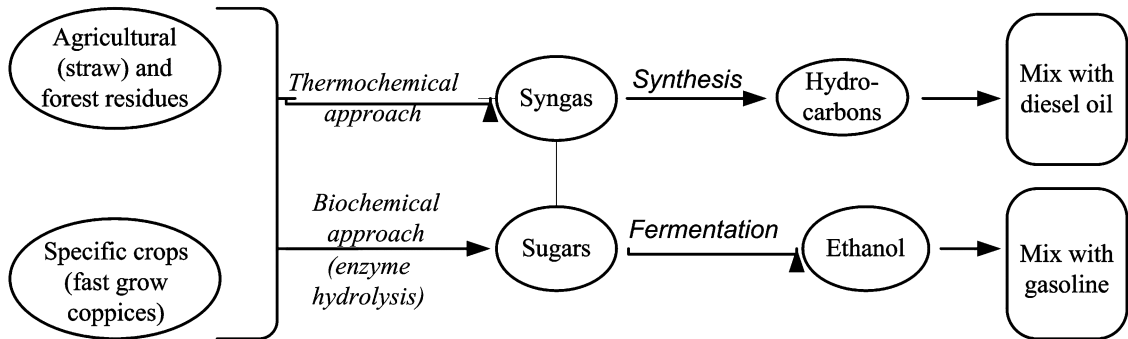 Agricultural
(straw) and
forest residues
Thermochemical
approach
Syngas
Synthesis
Hydro-
carbons
Mix with
diesel oil
Specific crops
(fast grow
coppices)
Biochemical
approach
(enzyme
hydrolysis)
Sugars
Fermentation
Ethanol
Mix with
gasoline